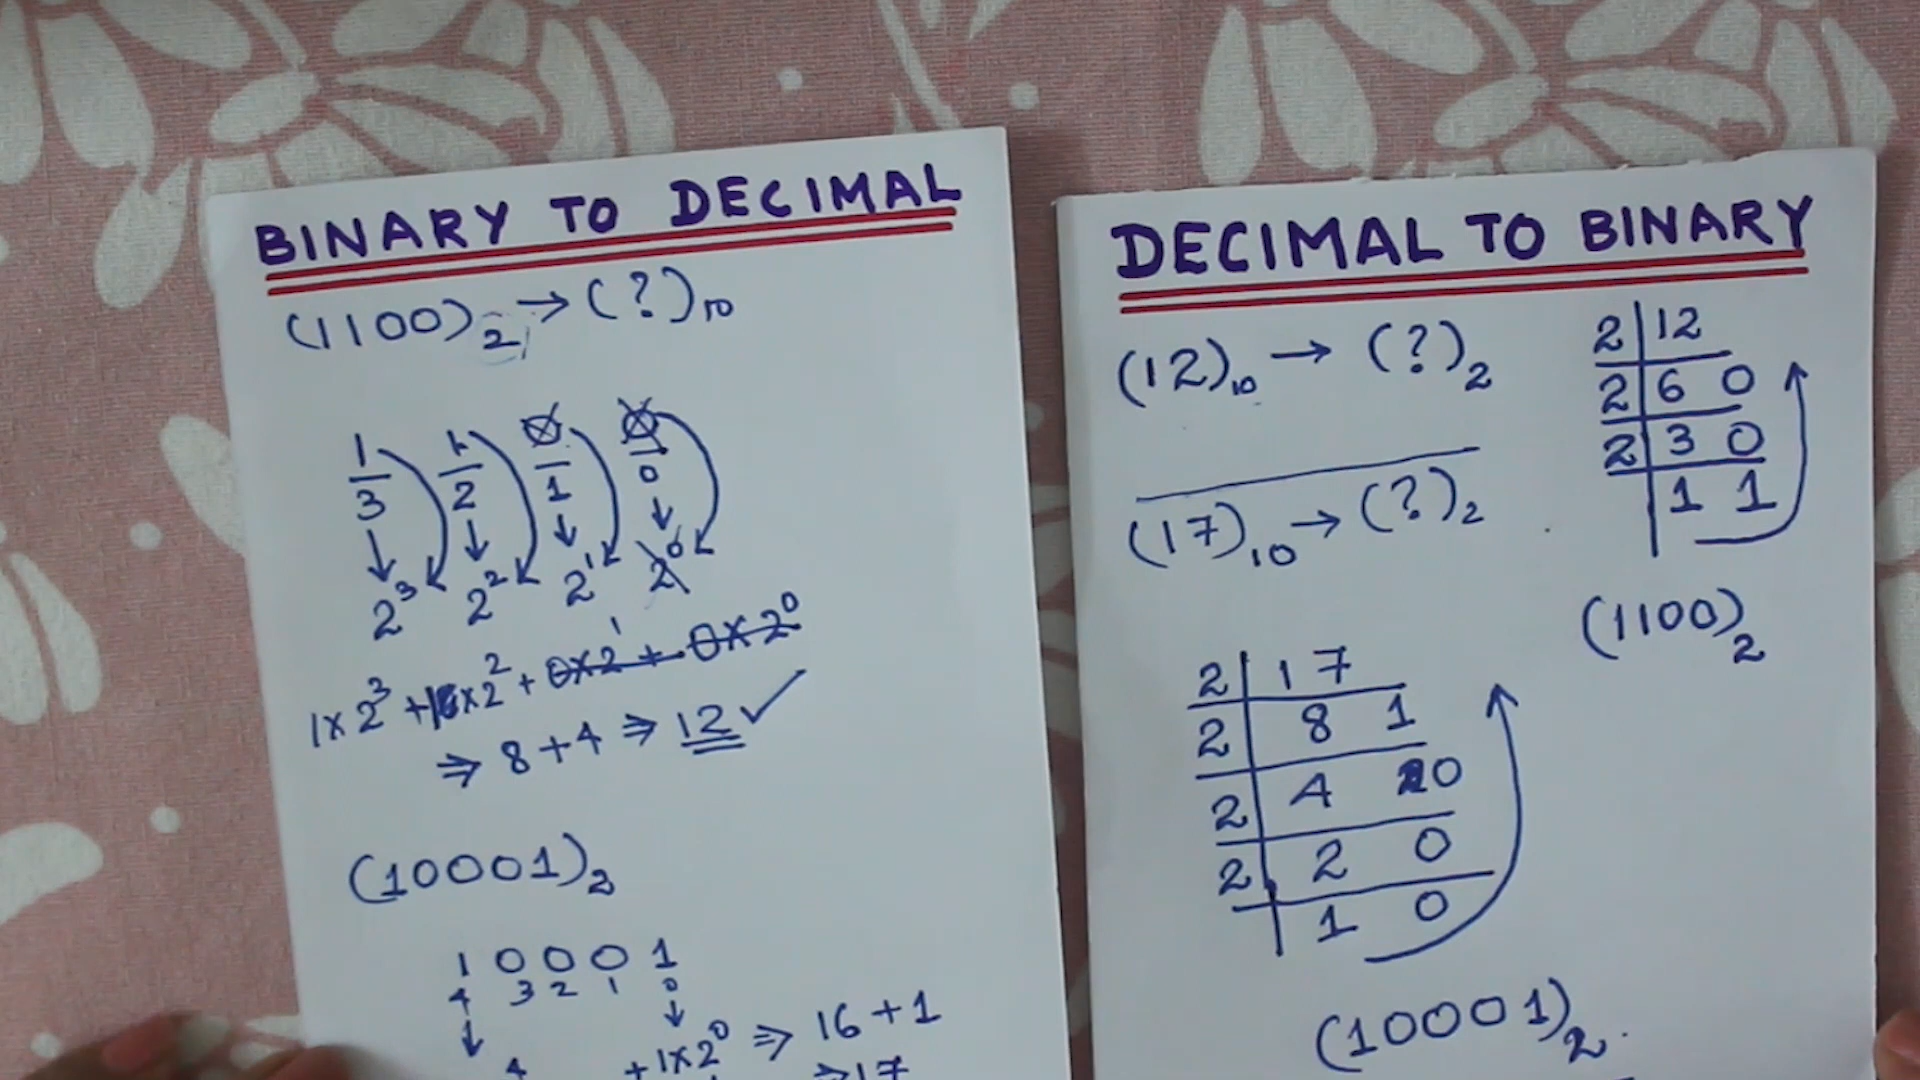 BINARY TO DECIMAL
(1100)₂ → (?)₁₀
1 1 0 0
3 2 1 0
↓ ↓ ↓ ↓
2³ 2² 2¹ 2⁰
1×2³ + 1×2² + 0×2¹ + 0×2⁰
⇒ 8 + 4 ⇒ 12 ✓
(10001)₂
1 0 0 0 1
4 3 2 1 0
↓ ↓
4 + 1×2⁰ ⇒ 16 + 1
⇒ 17
DECIMAL TO BINARY
(12)₁₀ → (?)₂
2 | 12
2 | 6 0
2 | 3 0
| 1 1
(1100)₂
(17)₁₀ → (?)₂
2 | 17
2 | 8 1
2 | 4 0
2 | 2 0
| 1 0
(10001)₂.